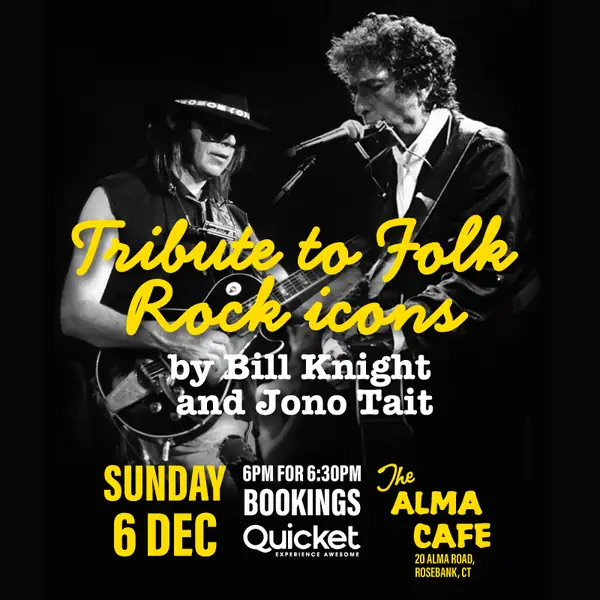 Tribute to Folk
Rock icons
by Bill Knight
and Jono Tait
SUNDAY
6 DEC
6PM FOR 6:30PM
BOOKINGS
Quicket
EXPERIENCE AWESOME
The
ALMA
CAFE
20 ALMA ROAD,
ROSEBANK, CT